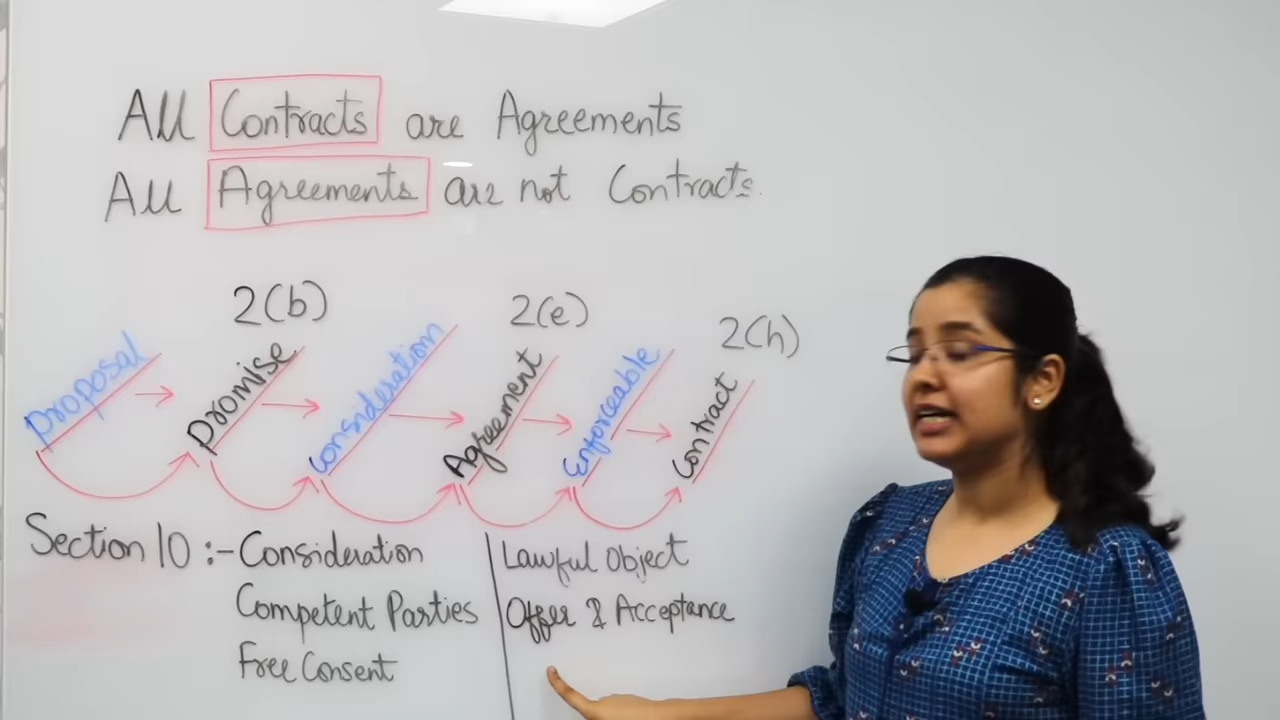 All Contracts are Agreements
All Agreements are not Contracts.
2(b) 2(e) 2(h)
Proposal → Promise → Consideration → Agreement → Enforceable → Contract
Section 10 :- Consideration
Competent Parties
Free Consent
Lawful Object
Offer & Acceptance